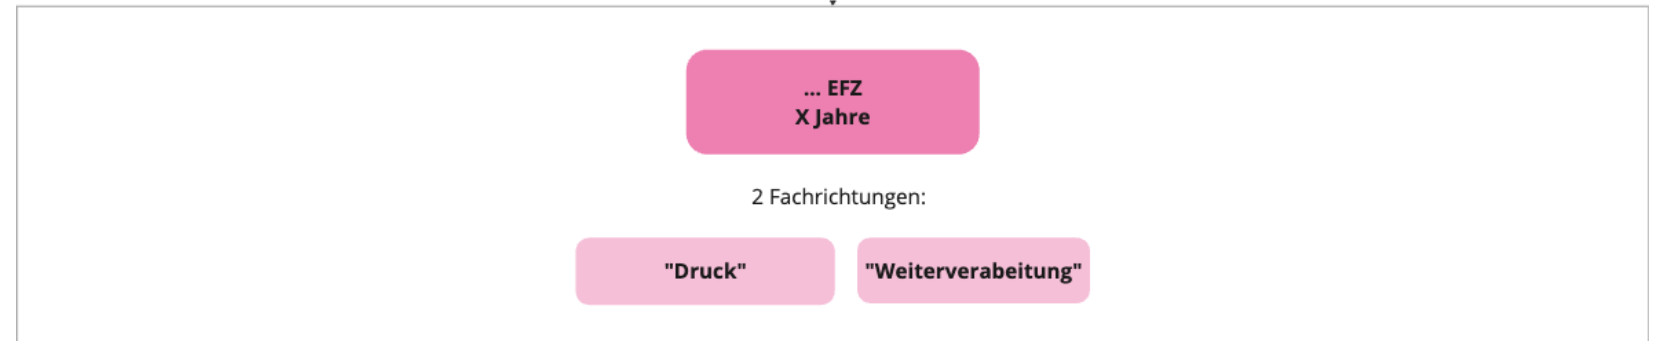 ... EFZ
X Jahre
2 Fachrichtungen:
"Druck" "Weiterverabeitung"